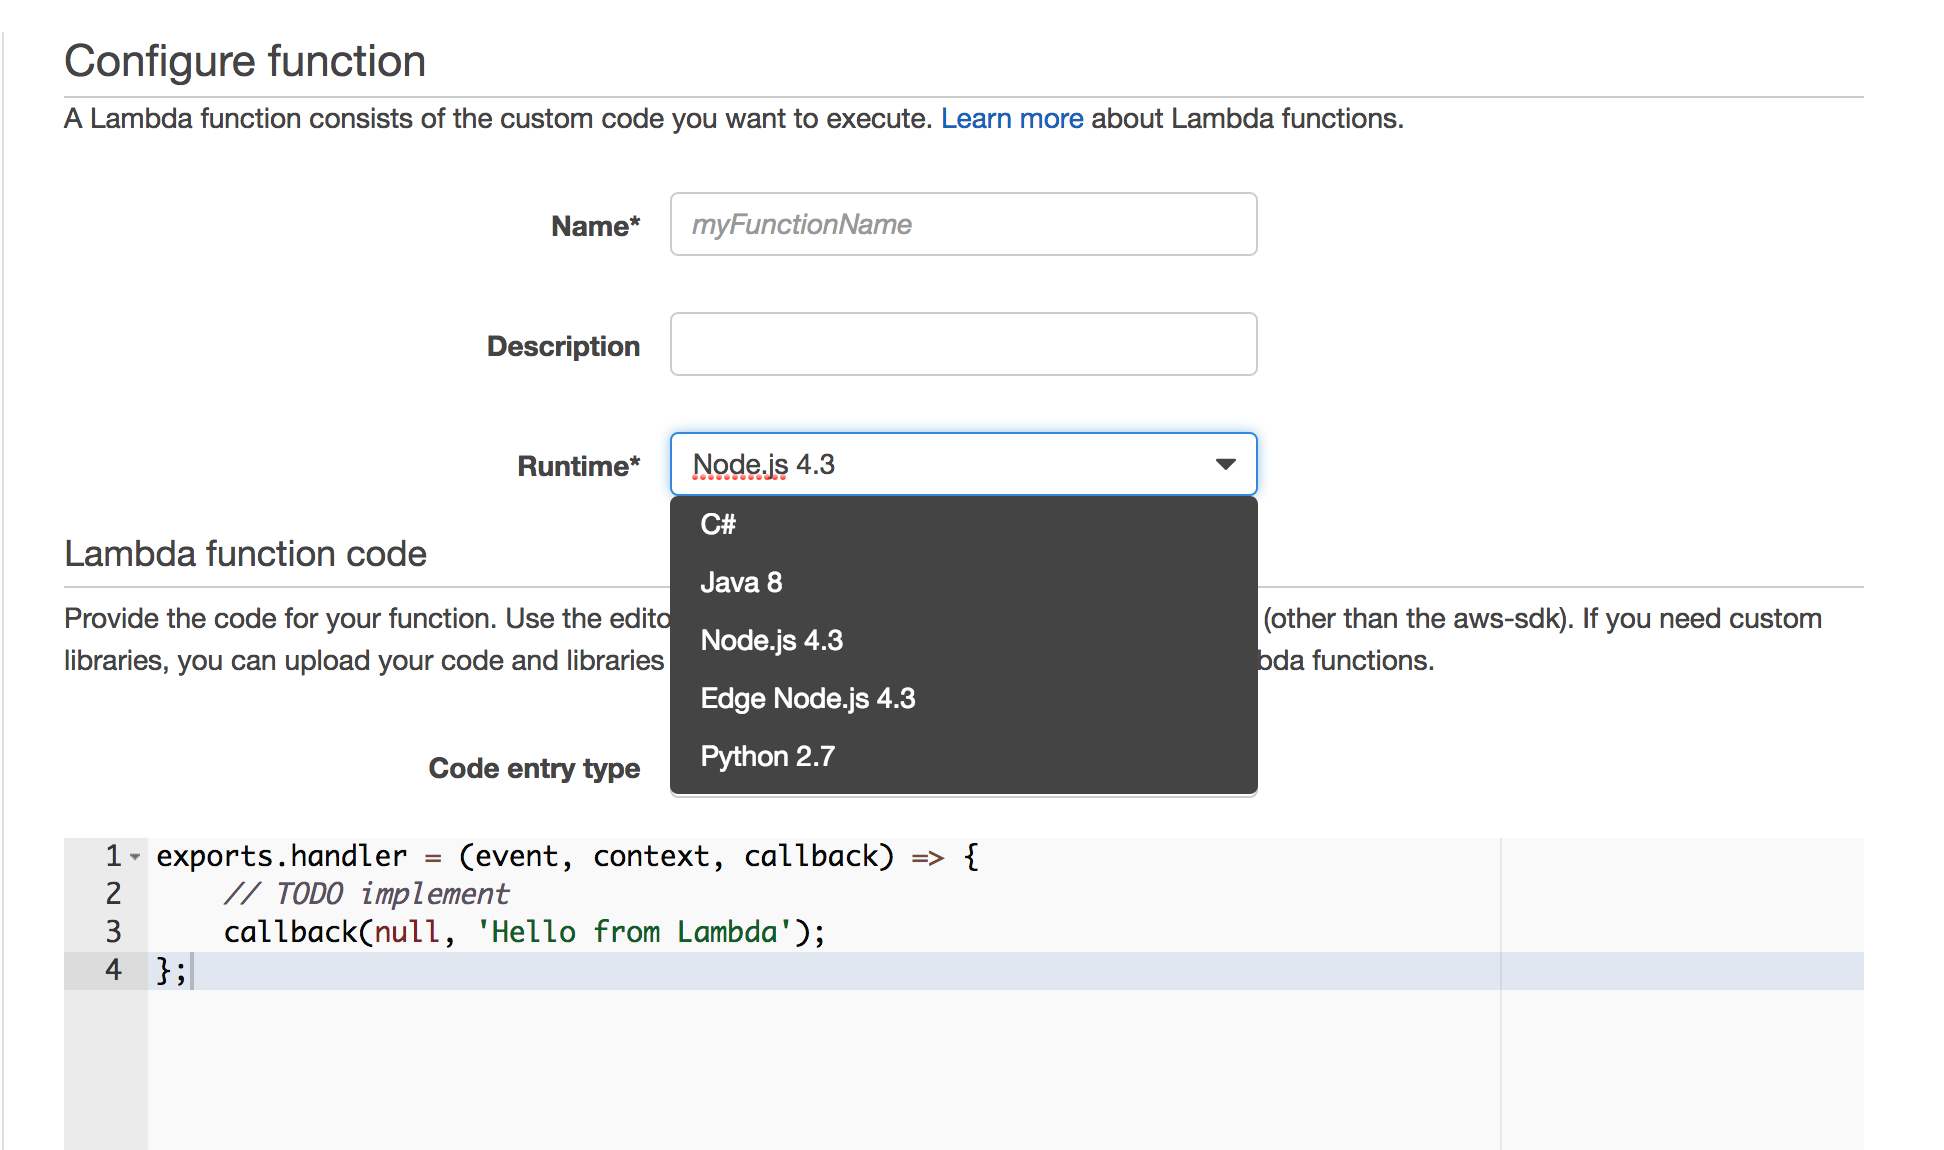 Configure function
A Lambda function consists of the custom code you want to execute. Learn more about Lambda functions.
Name*
myFunctionName
Description
Runtime*
Node.js 4.3
C#
Java 8
Node.js 4.3
Edge Node.js 4.3
Python 2.7
Lambda function code
Provide the code for your function. Use the (other than the aws-sdk). If you need custom
libraries, you can upload your code and libraries functions.
Code entry type
1 exports.handler = (event, context, callback) => {
2 // TODO implement
3 callback(null, 'Hello from Lambda');
4 };